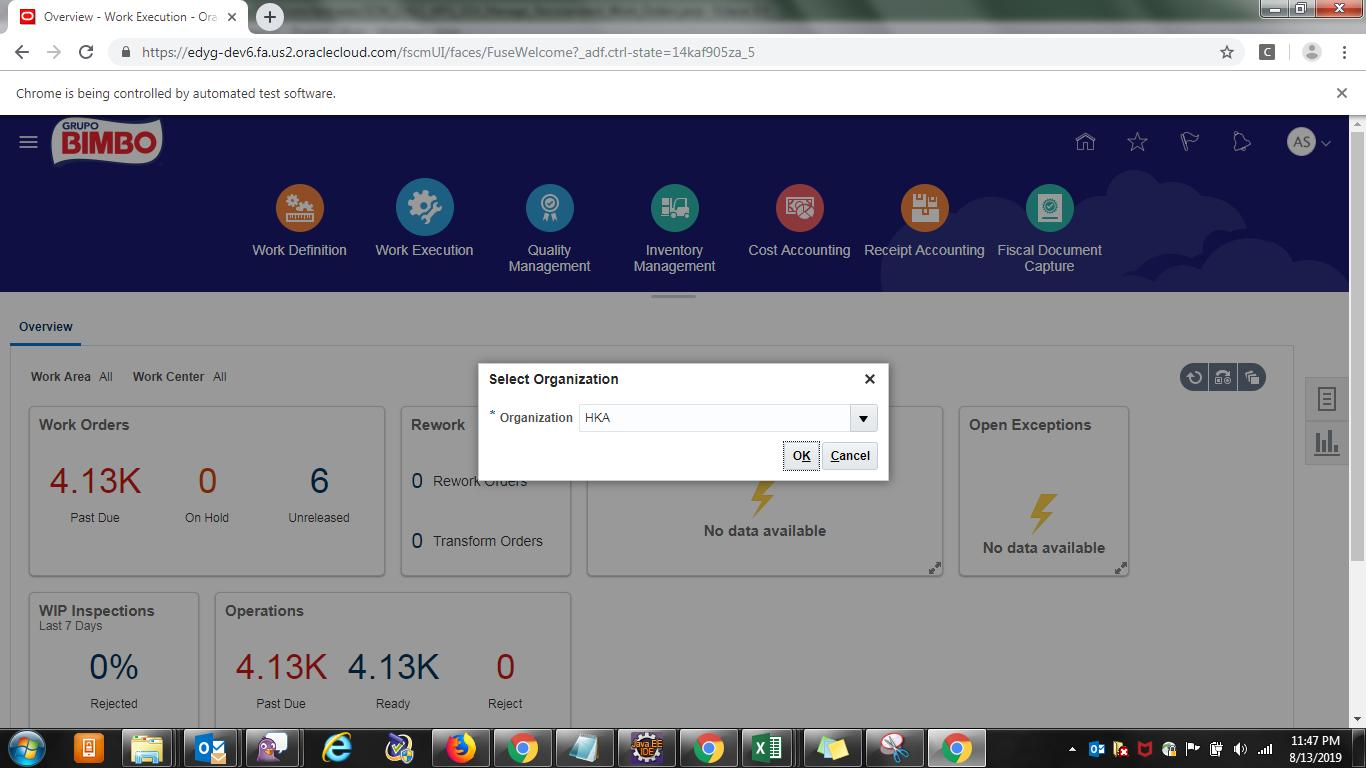 Overview - Work Execution - Ora
https://edyg-dev6.fa.us2.oraclecloud.com/fscmUI/faces/FuseWelcome?_adf.ctrl-state=14kaf905za_5
C
Chrome is being controlled by automated test software.
GRUPO
BIMBO
AS
Work Definition
Work Execution
Quality
Management
Inventory
Management
Cost Accounting
Receipt Accounting
Fiscal Document
Capture
Overview
Work Area All Work Center All
Select Organization
* Organization HKA
OK Cancel
Work Orders
4.13K 0 6
Past Due On Hold Unreleased
Rework
0 Rework Orders
0 Transform Orders
No data available
Open Exceptions
No data available
WIP Inspections
Last 7 Days
0%
Rejected
Operations
4.13K 4.13K 0
Past Due Ready Reject
Java EE
IDE
11:47 PM
8/13/2019